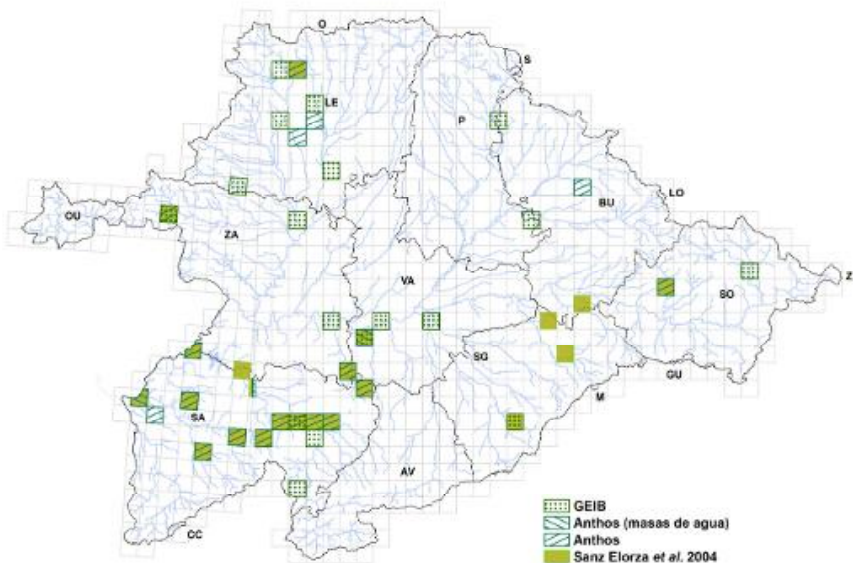 O
S
LE
P
LO
OU
BU
ZA
VA
Z
SO
SG
GU
M
SA
AV
CC
GEIB
Anthos (masas de agua)
Anthos
Sanz Elorza et al. 2004